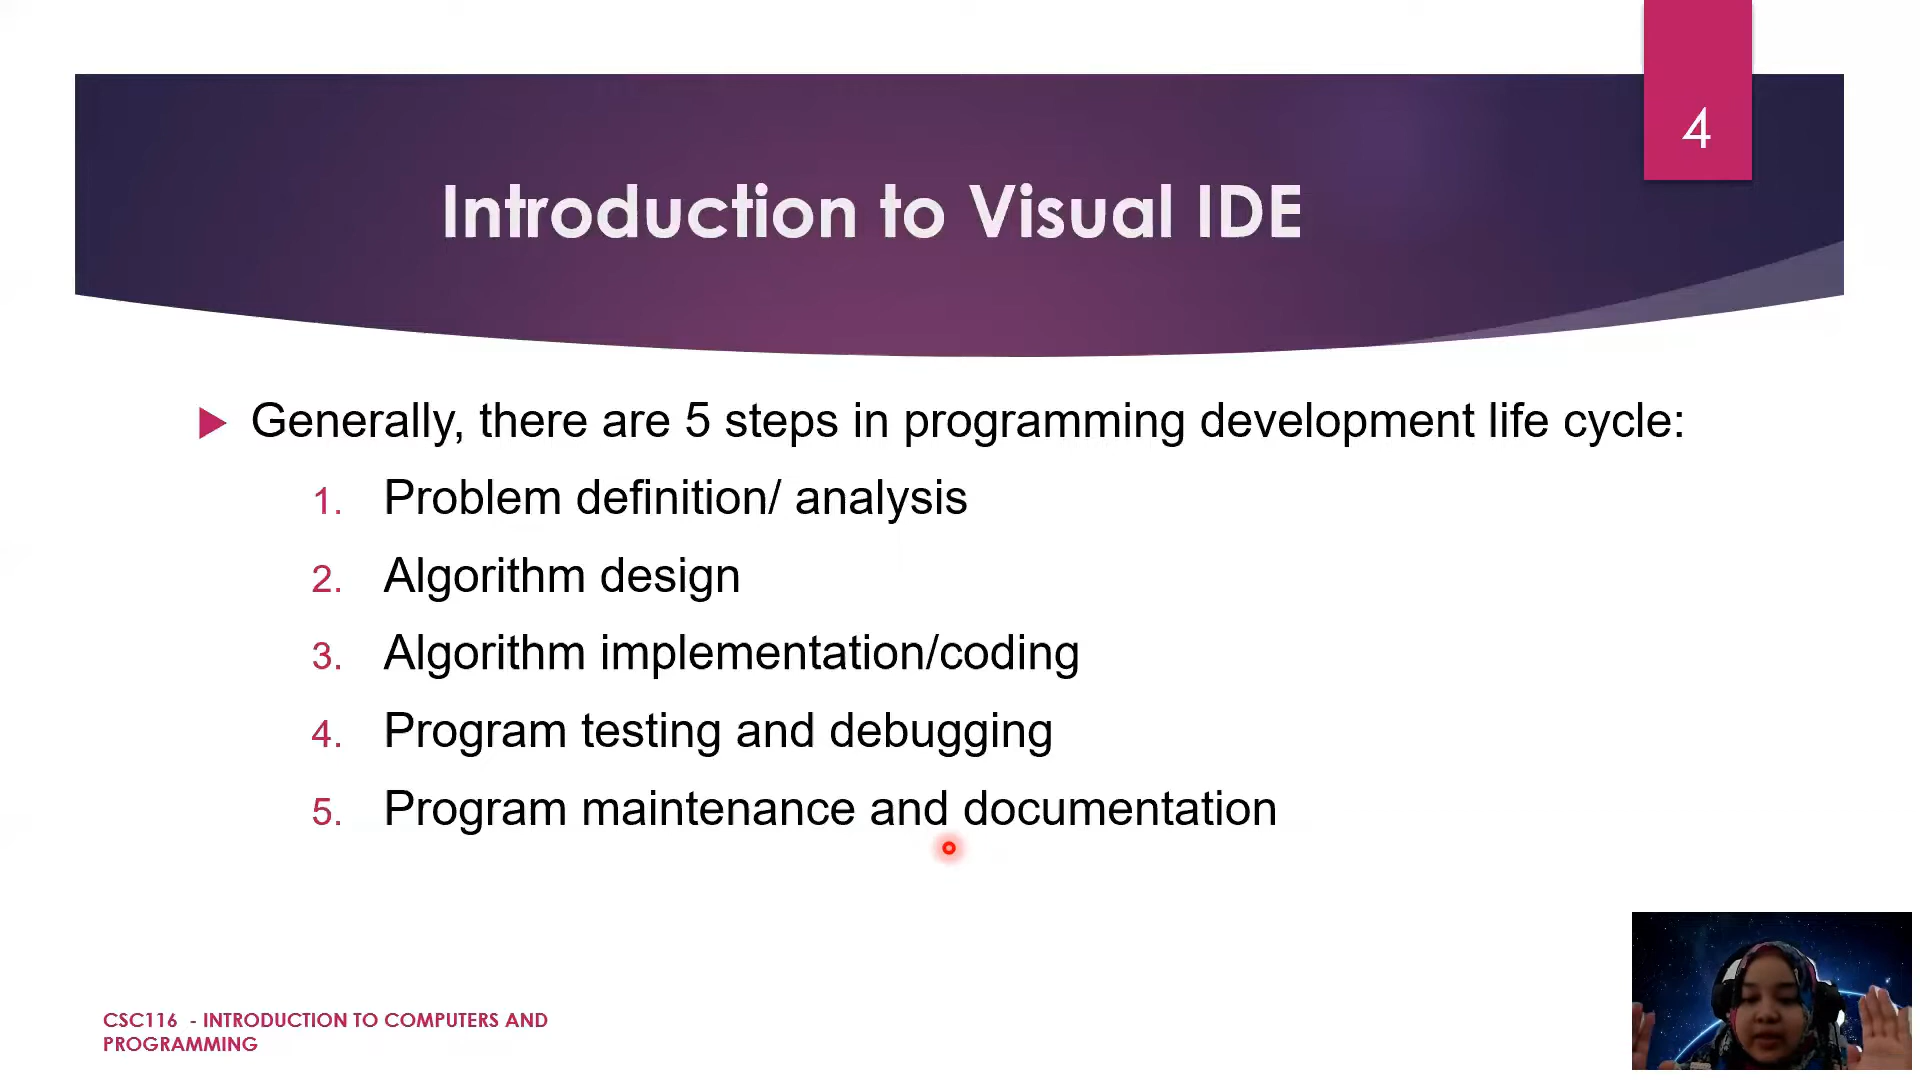 4
Introduction to Visual IDE
Generally, there are 5 steps in programming development life cycle:
1. Problem definition/ analysis
2. Algorithm design
3. Algorithm implementation/coding
4. Program testing and debugging
5. Program maintenance and documentation
CSC116 - INTRODUCTION TO COMPUTERS AND
PROGRAMMING